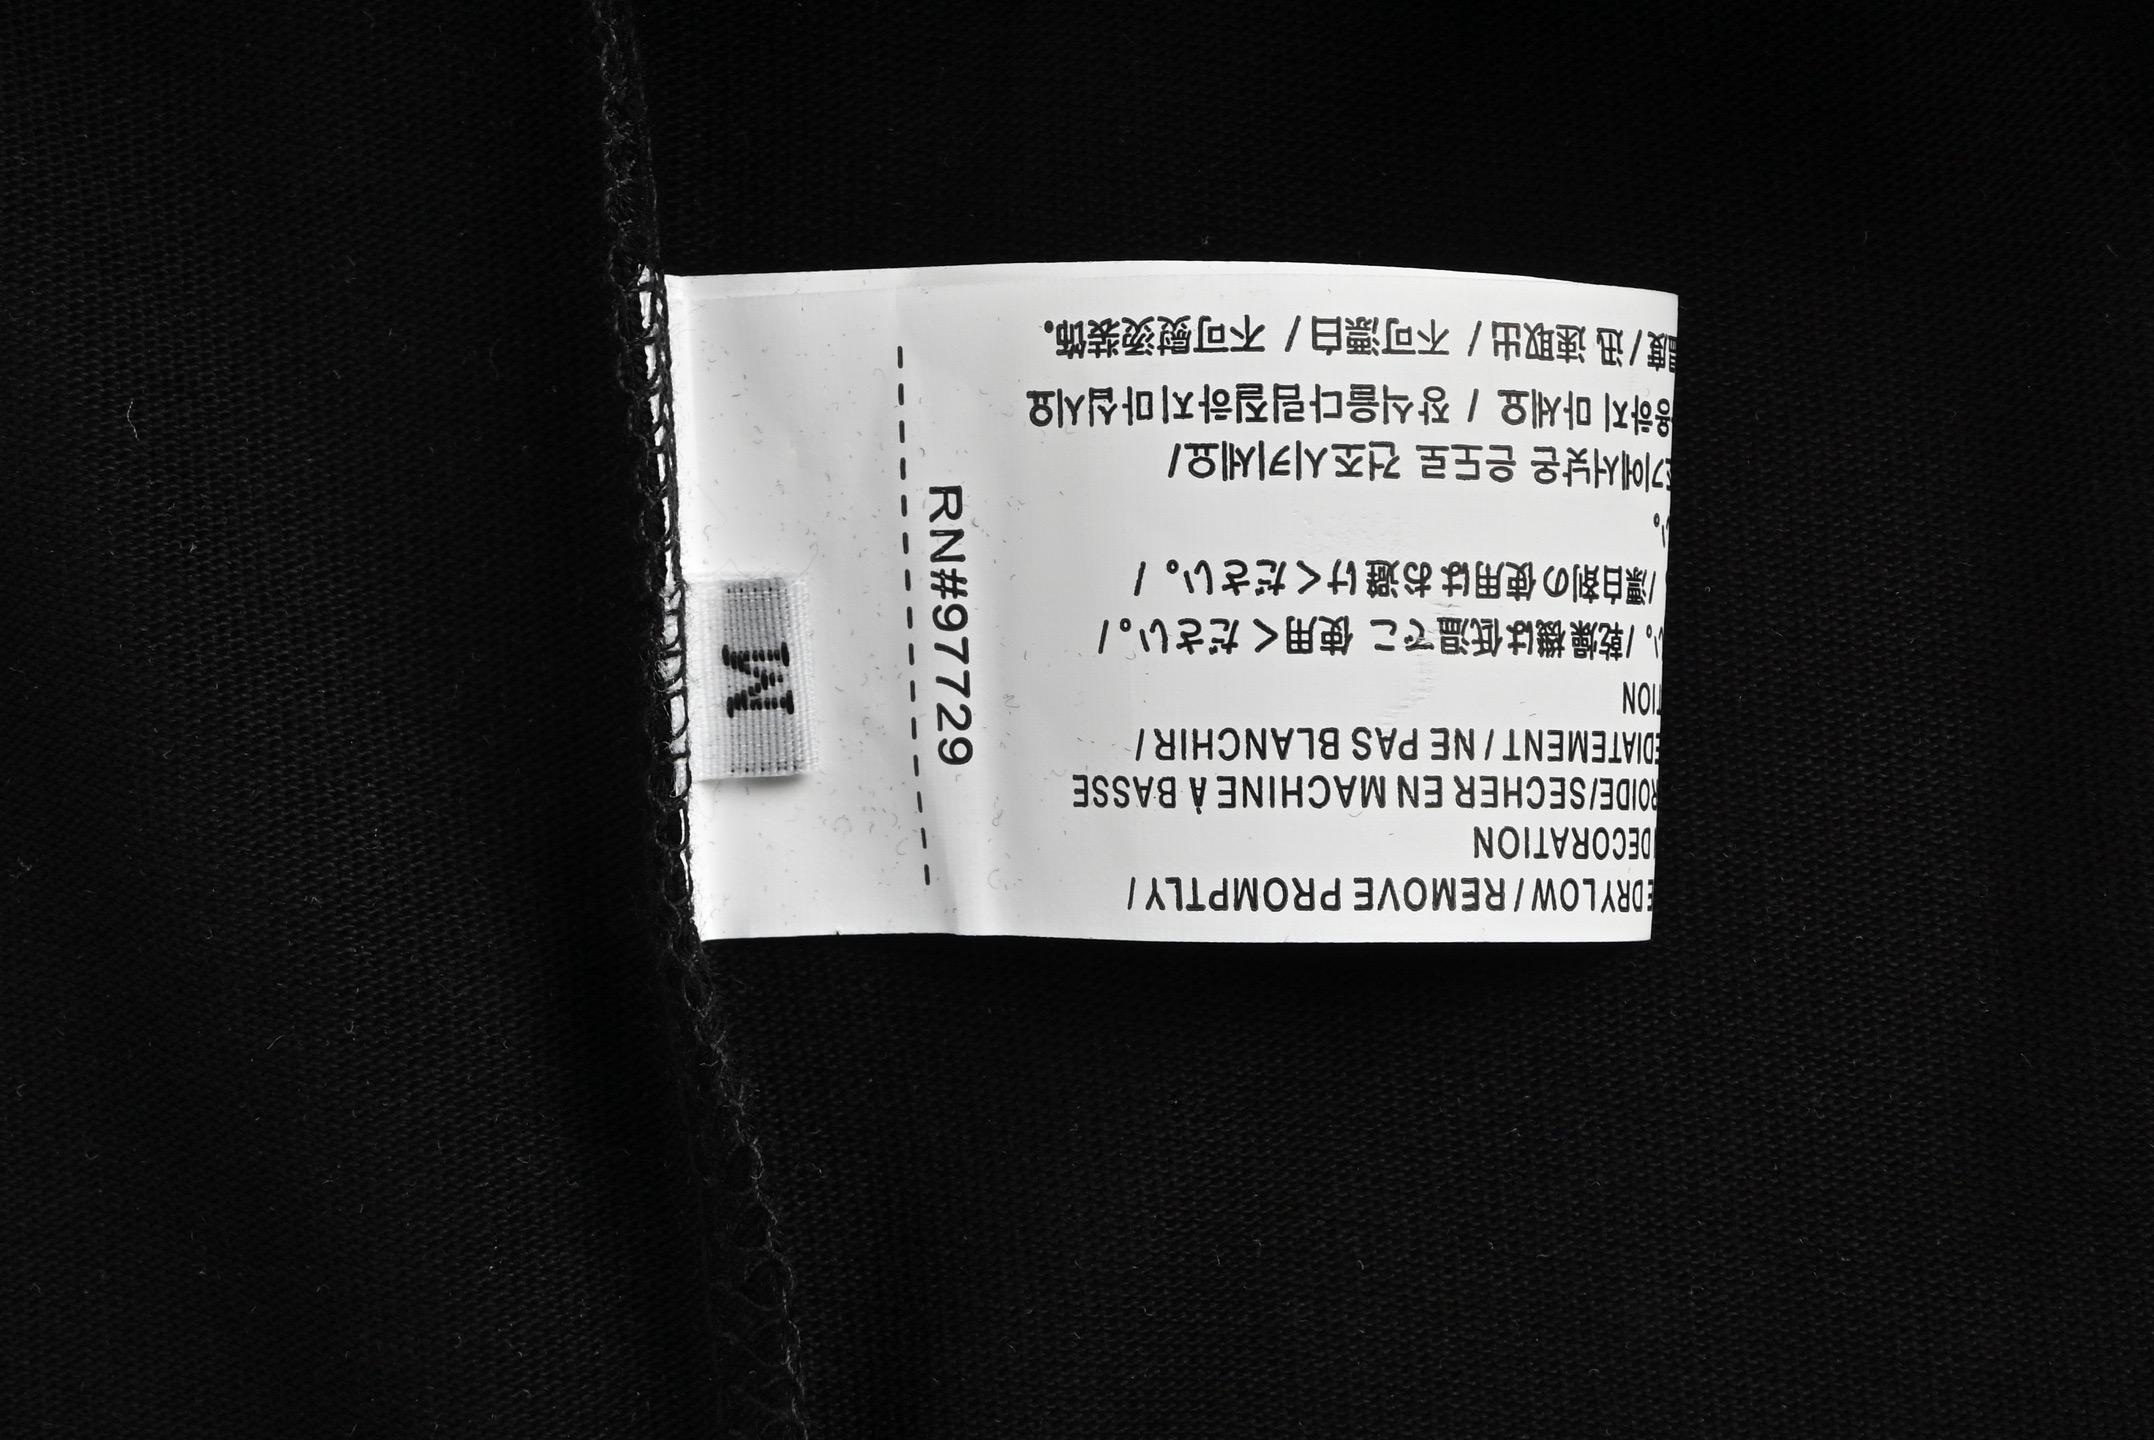 EDRY LOW / REMOVE PROMPTLY /
DECORATION
ROIDE/SECHER EN MACHINE À BASSE
EDIATEMENT / NE PAS BLANCHIR /
TION
い。/乾燥機は低温でご 使用ください。/
/漂白剤の使用はお避けください。/
い。
기에서낮은 온도로 건조시키세요/
용하지 마세요 / 장식을다림질하지마십시오
温度/迅 速取出/ 不可漂白/ 不可熨烫装饰.
RN#97729
M